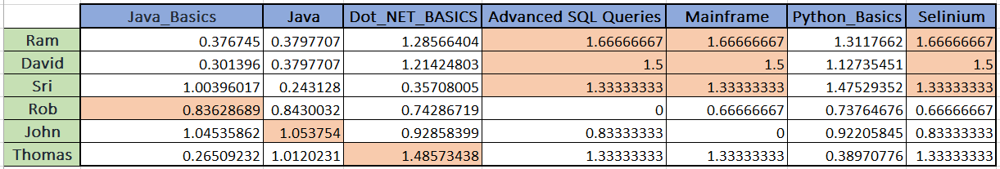 Java_Basics Java Dot_NET_BASICS Advanced SQL Queries Mainframe Python_Basics Selinium
Ram 0.376745 0.3797707 1.28566404 1.66666667 1.66666667 1.3117662 1.66666667
David 0.301396 0.3797707 1.21424803 1.5 1.5 1.12735451 1.5
Sri 1.00396017 0.243128 0.35708005 1.33333333 1.33333333 1.47529352 1.33333333
Rob 0.83628689 0.8430032 0.74286719 0 0.66666667 0.73764676 0.66666667
John 1.04535862 1.053754 0.92858399 0.83333333 0 0.92205845 0.83333333
Thomas 0.26509232 1.0120231 1.48573438 1.33333333 1.33333333 0.38970776 1.33333333